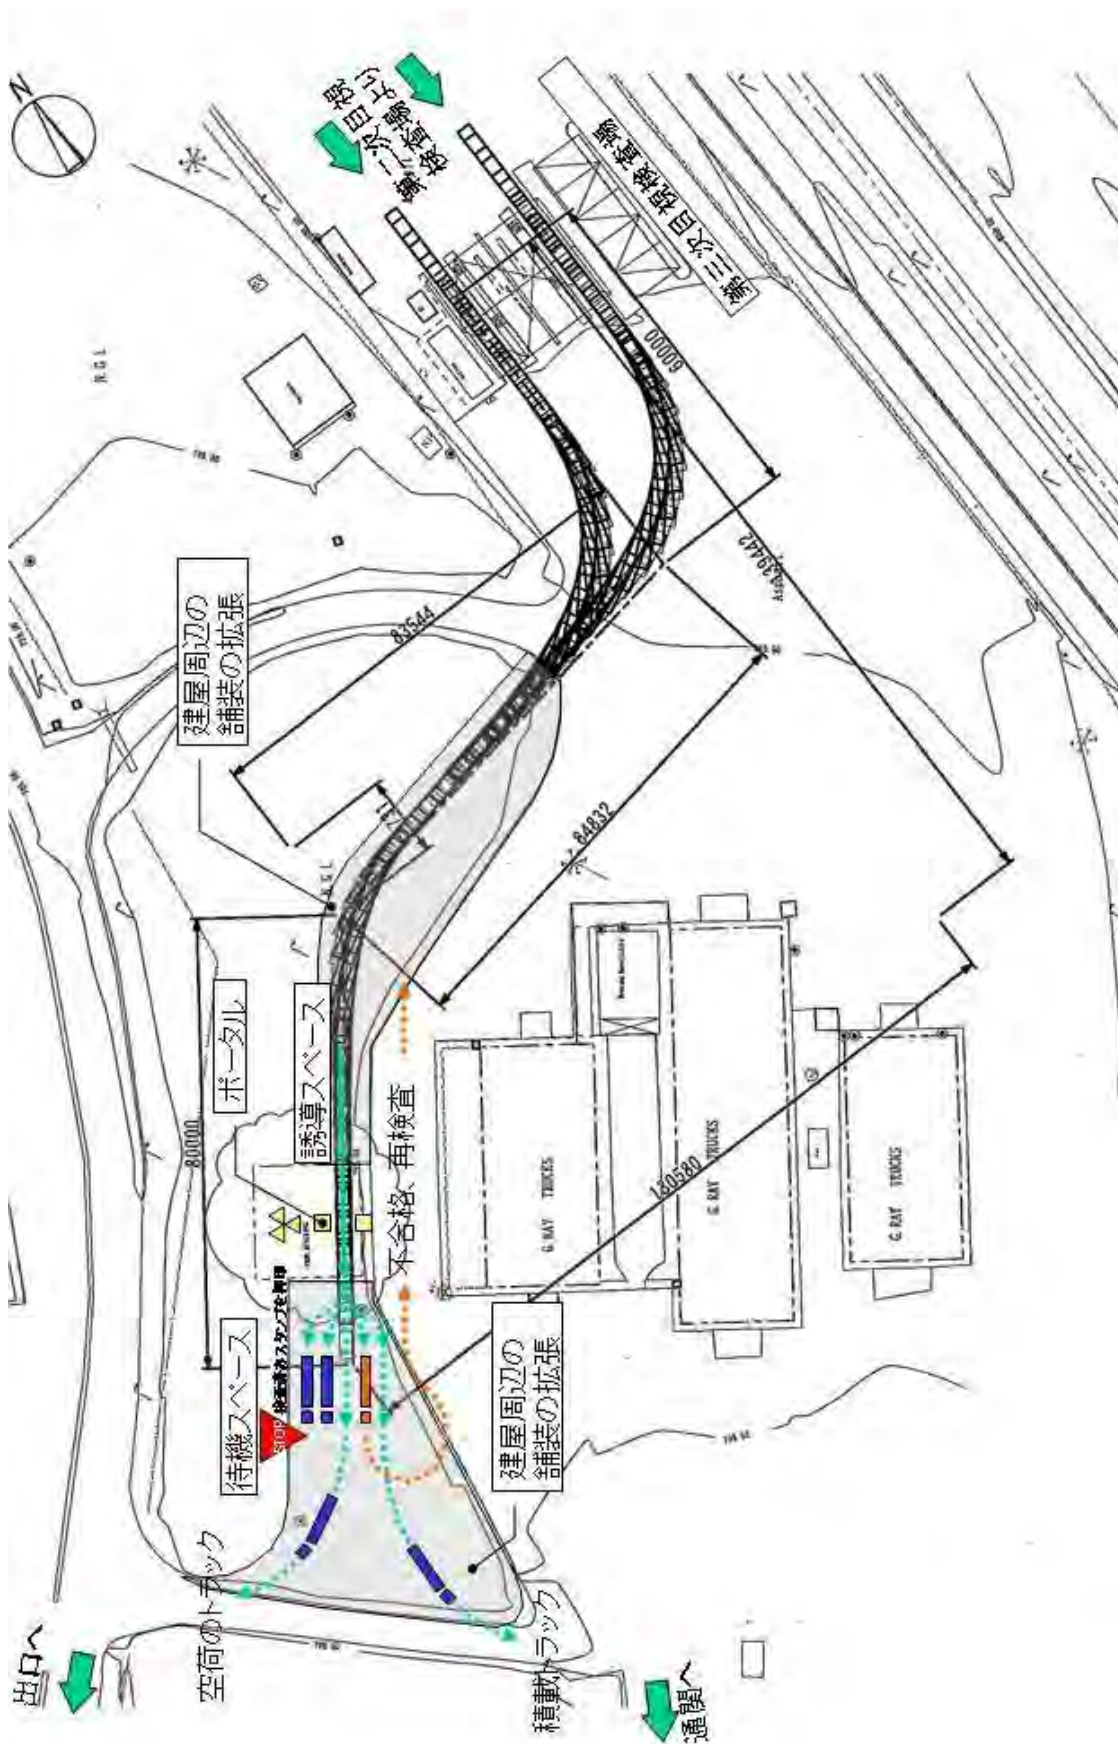 N
第二次目視
検査場より
第三次目視検査場
N G L
60000
83544
139442
建屋周辺の
舗装の拡張
84832
N G L
80000
ポータル
誘導スペース
不合格、再検査
G RAY TRUCKS
G RAY TRUCKS
G RAY TRUCKS
130580
待機スペース
検査済みスタンプを押印
STOP
建屋周辺の
舗装の拡張
空荷のトラック
積載トラック
出口へ
通関へ